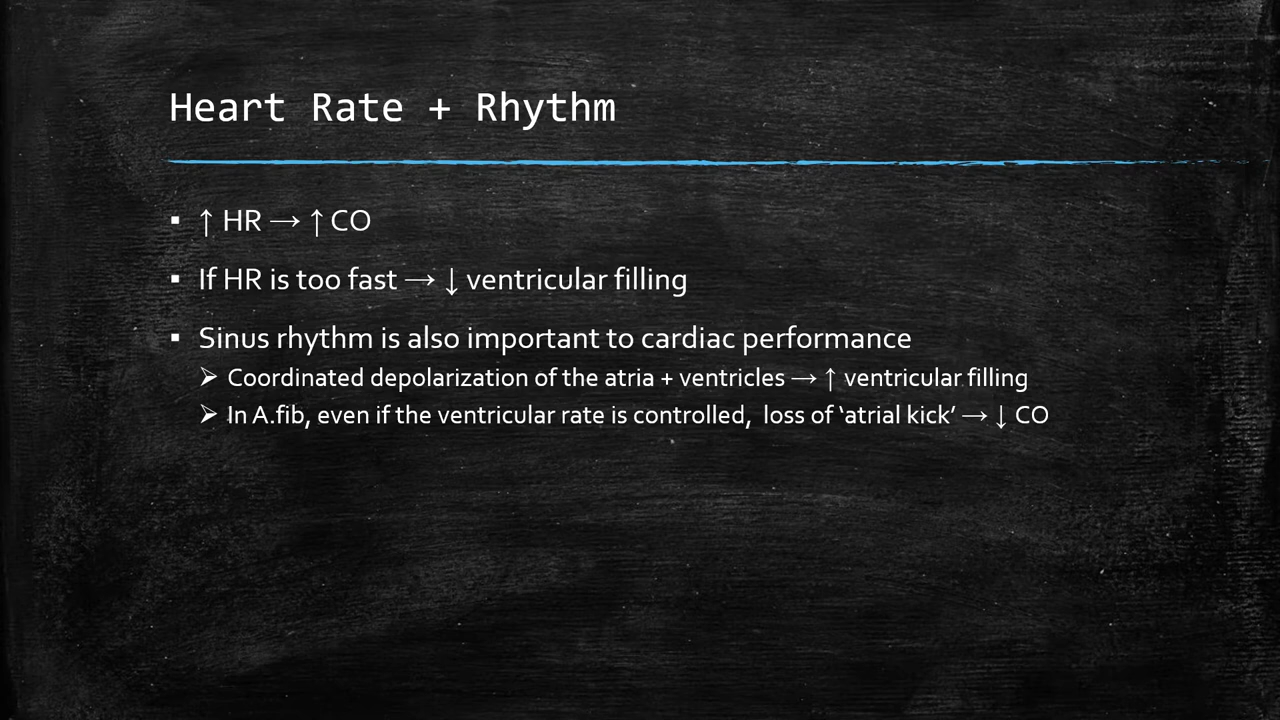 Heart Rate + Rhythm
▪ ↑ HR → ↑ CO
▪ If HR is too fast → ↓ ventricular filling
▪ Sinus rhythm is also important to cardiac performance
➢ Coordinated depolarization of the atria + ventricles → ↑ ventricular filling
➢ In A.fib, even if the ventricular rate is controlled,  loss of ‘atrial kick’ → ↓ CO